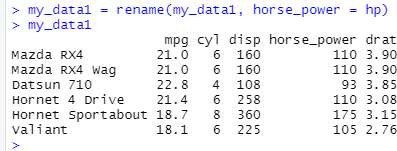 > my_data1 = rename(my_data1, horse_power = hp)
> my_data1
                   mpg cyl disp horse_power drat
Mazda RX4         21.0   6  160         110 3.90
Mazda RX4 Wag     21.0   6  160         110 3.90
Datsun 710        22.8   4  108          93 3.85
Hornet 4 Drive    21.4   6  258         110 3.08
Hornet Sportabout 18.7   8  360         175 3.15
Valiant           18.1   6  225         105 2.76
>